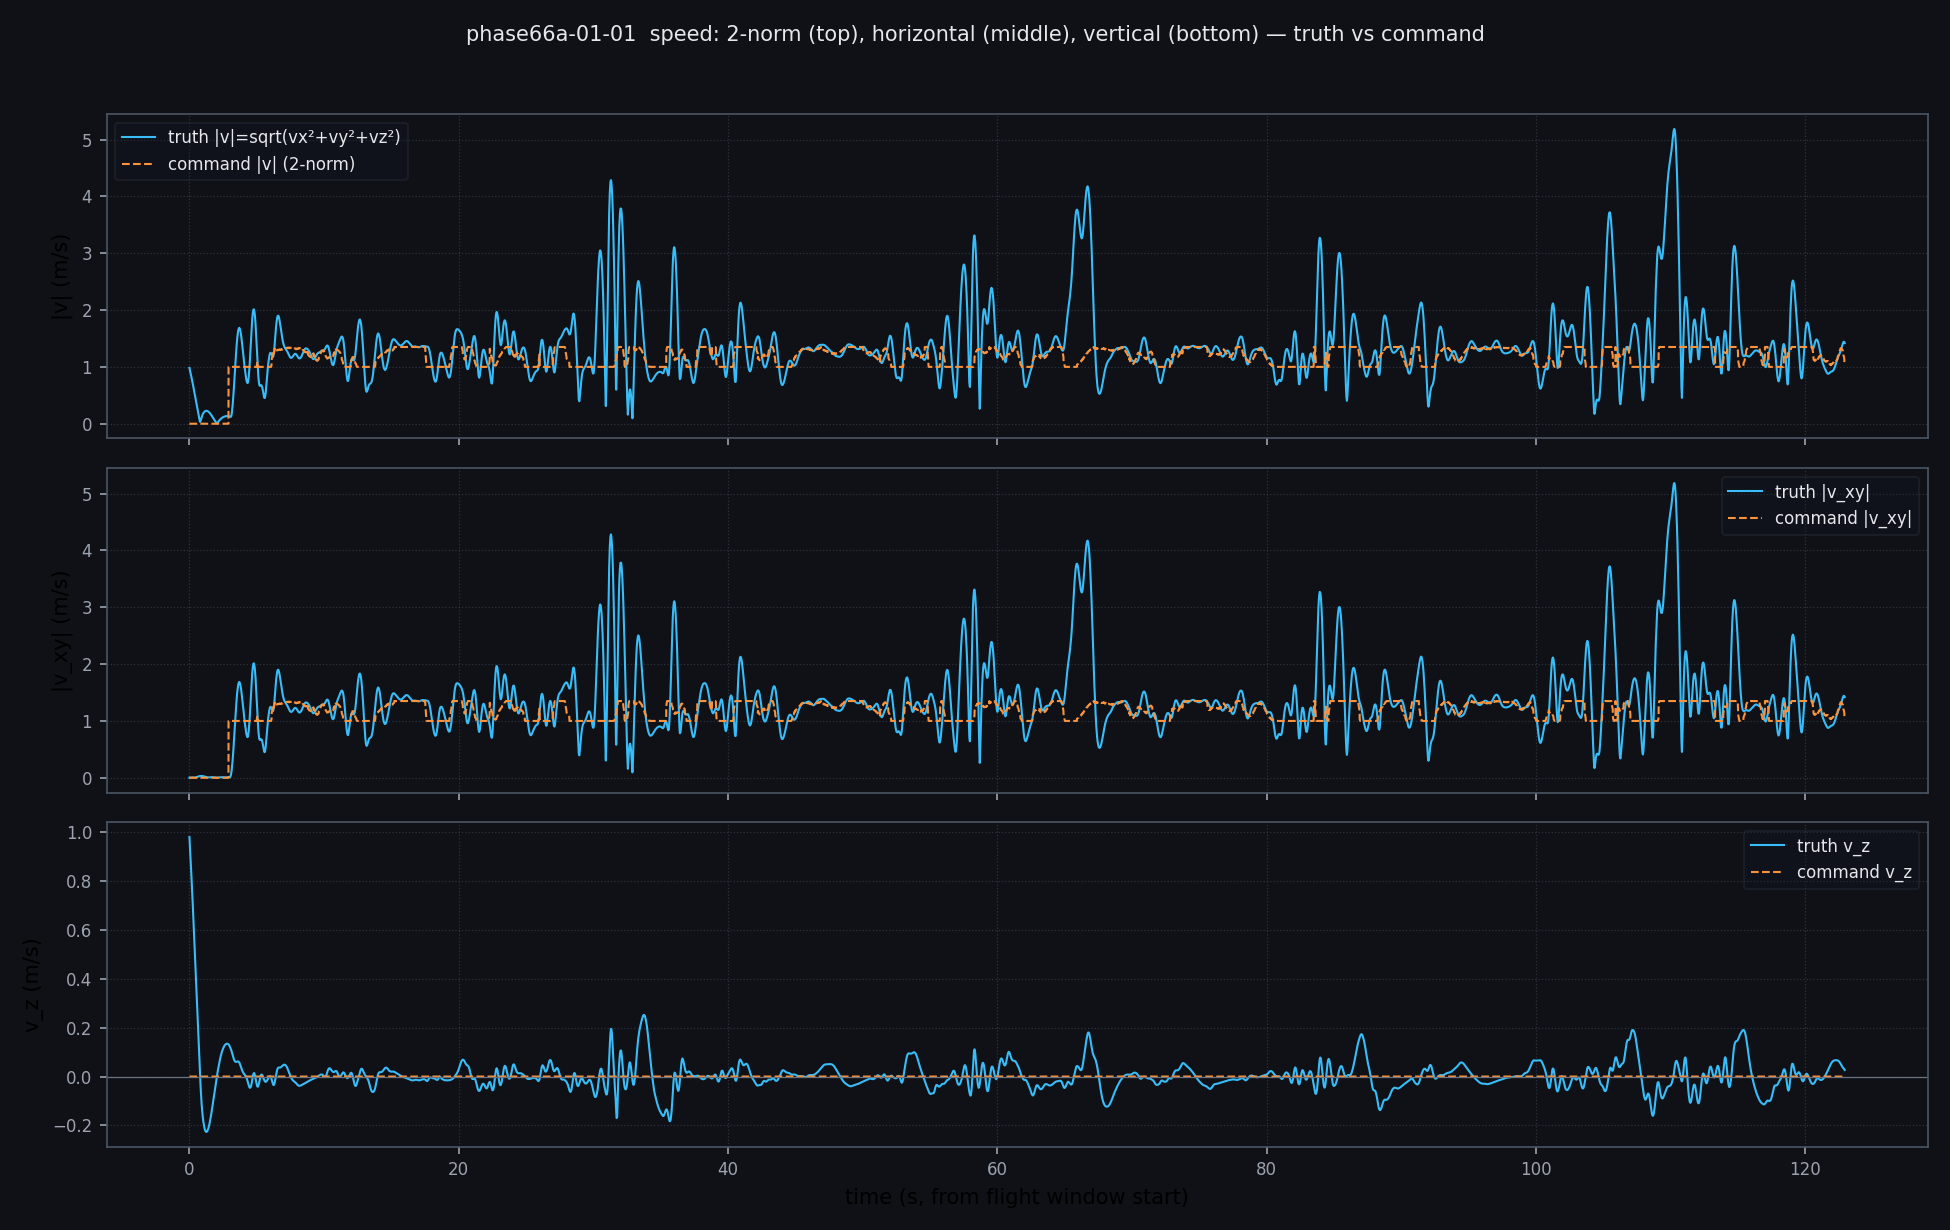 phase66a-01-01  speed: 2-norm (top), horizontal (middle), vertical (bottom) — truth vs command
truth |v|=sqrt(vx²+vy²+vz²)
command |v| (2-norm)
|v| (m/s)
5
4
3
2
1
0
truth |v_xy|
command |v_xy|
|v_xy| (m/s)
5
4
3
2
1
0
truth v_z
command v_z
v_z (m/s)
1.0
0.8
0.6
0.4
0.2
0.0
−0.2
0
20
40
60
80
100
120
time (s, from flight window start)